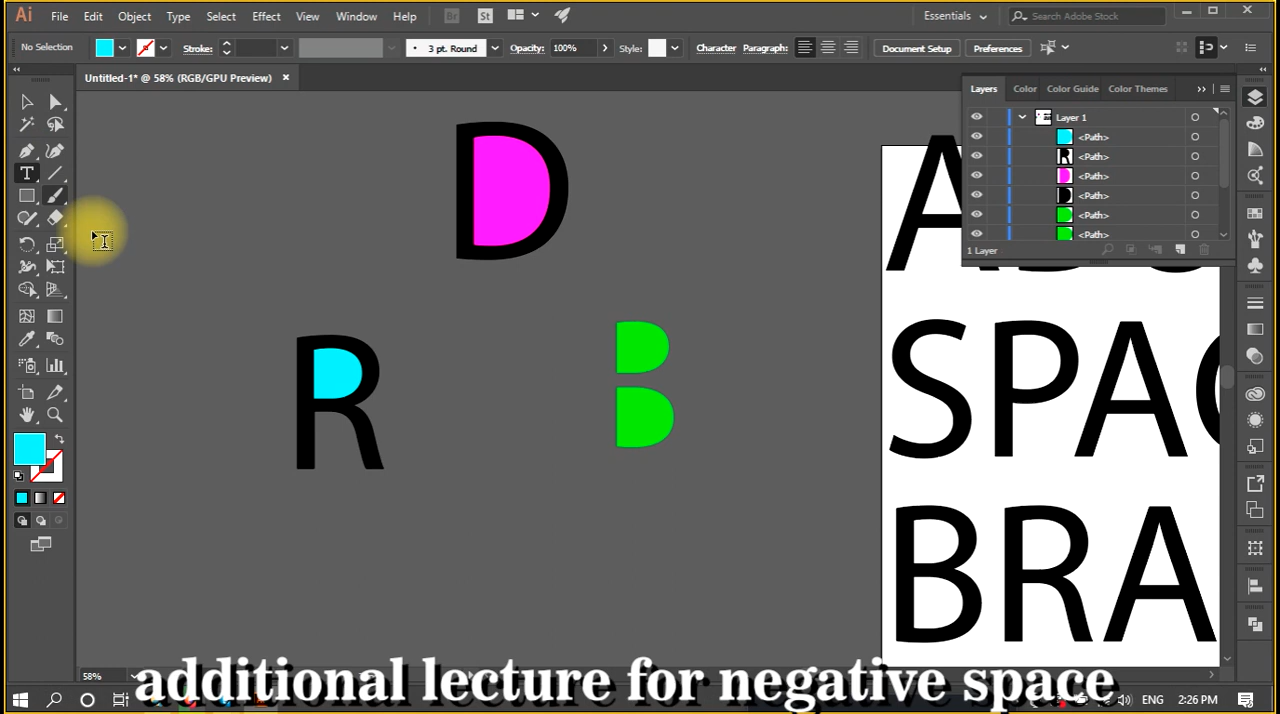 Ai File Edit Object Type Select Effect View Window Help Br St Essentials Search Adobe Stock
No Selection Stroke: 3 pt. Round Opacity: 100% Style: Character Paragraph: Document Setup Preferences
Untitled-1* @ 58% (RGB/GPU Preview)
Layers Color Color Guide Color Themes
Layer 1
<Path>
<Path>
<Path>
<Path>
<Path>
<Path>
1 Layer
D
R
SPAC
BRA
58%
additional lecture for negative space
ENG 2:26 PM